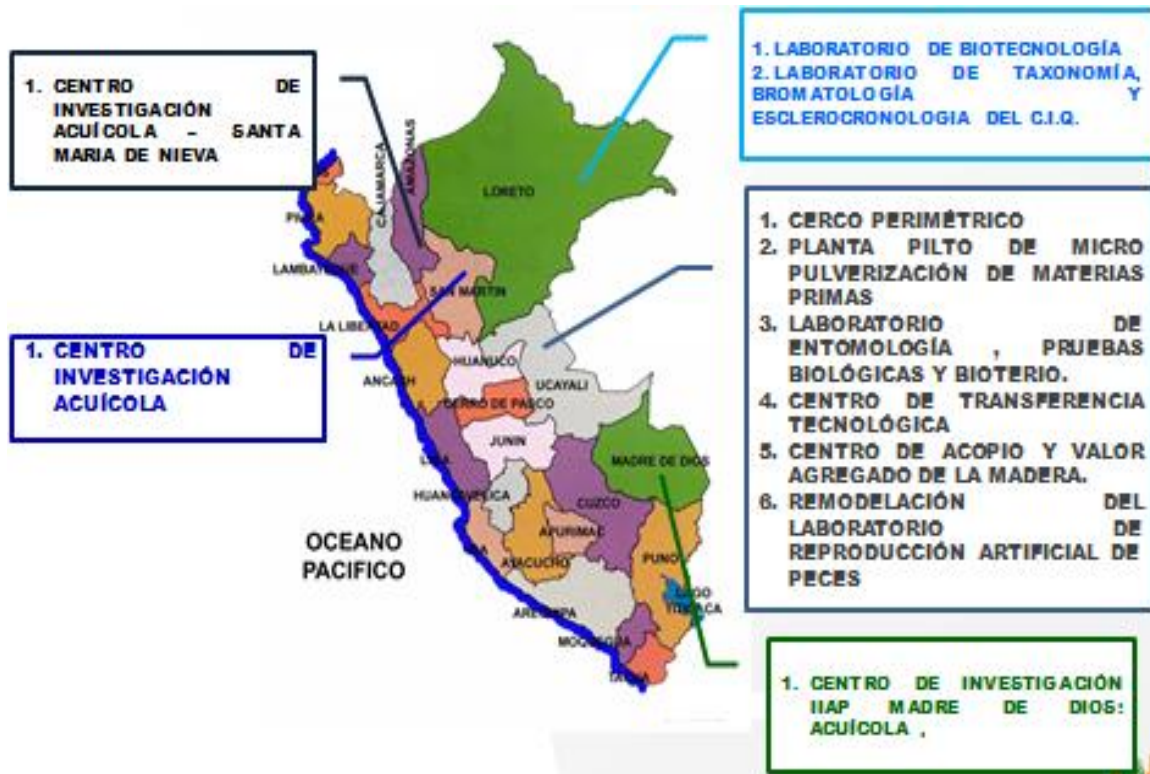 1. CENTRO DE
INVESTIGACIÓN
ACUÍCOLA - SANTA
MARIA DE NIEVA
1. CENTRO DE
INVESTIGACIÓN
ACUÍCOLA
1. LABORATORIO DE BIOTECNOLOGÍA
2. LABORATORIO DE TAXONOMÍA,
BROMATOLOGÍA Y
ESCLEROCRONOLOGIA DEL C.I.Q.
1. CERCO PERIMÉTRICO
2. PLANTA PILTO DE MICRO
PULVERIZACIÓN DE MATERIAS
PRIMAS
3. LABORATORIO DE
ENTOMOLOGÍA , PRUEBAS
BIOLÓGICAS Y BIOTERIO.
4. CENTRO DE TRANSFERENCIA
TECNOLÓGICA
5. CENTRO DE ACOPIO Y VALOR
AGREGADO DE LA MADERA.
6. REMODELACIÓN DEL
LABORATORIO DE
REPRODUCCIÓN ARTIFICIAL DE
PECES
1. CENTRO DE INVESTIGACIÓN
IIAP MADRE DE DIOS:
ACUÍCOLA ,
LORETO
AMAZONAS
CAJAMARCA
PIURA
LAMBAYEQUE
SAN MARTIN
LA LIBERTAD
HUANUCO
ANCASH
UCAYALI
CERRO DE PASCO
JUNIN
LIMA
MADRE DE DIOS
HUANCAVELICA
CUZCO
APURIMAC
ICA
AYACUCHO
PUNO
LAGO
TITICACA
AREQUIPA
MOQUEGUA
TACNA
OCEANO
PACIFICO